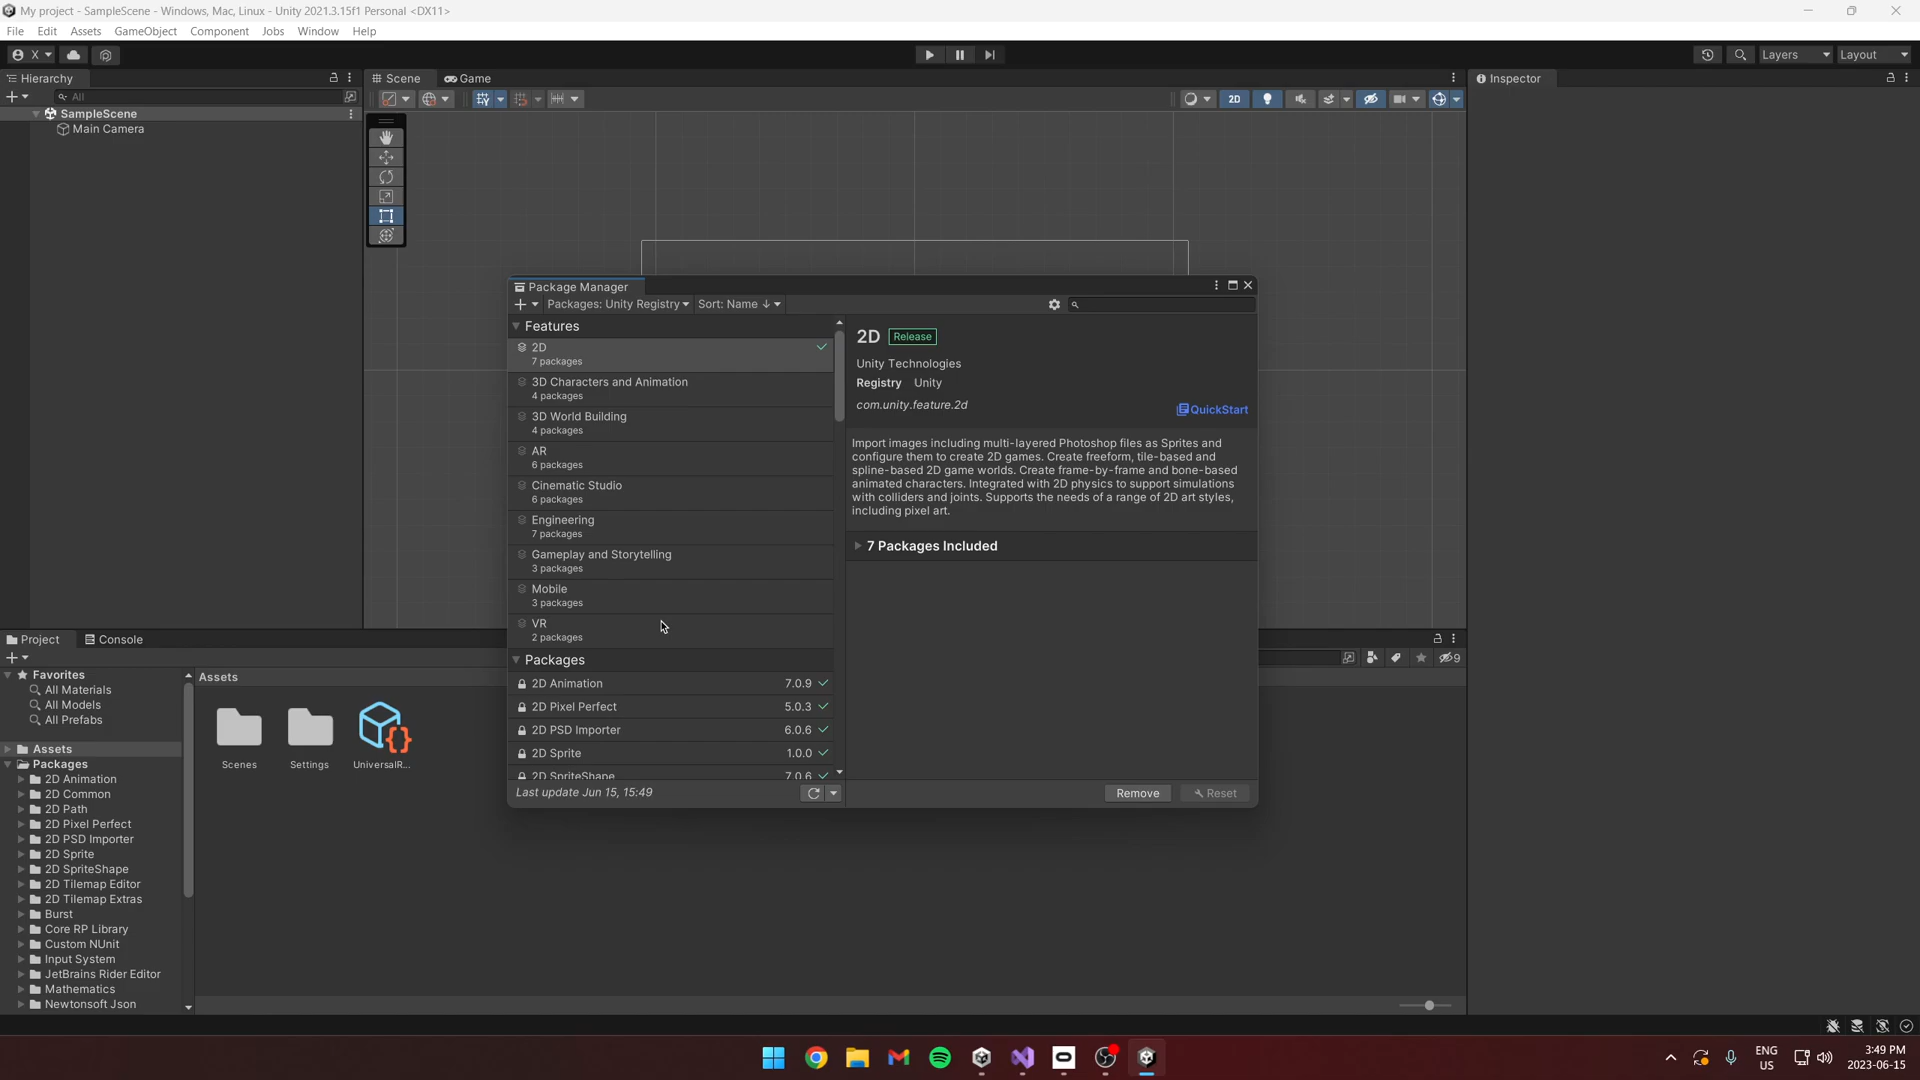 My project - SampleScene - Windows, Mac, Linux - Unity 2021.3.15f1 Personal <DX11>
File Edit Assets GameObject Component Jobs Window Help
X Layers Layout
Hierarchy Scene Game Inspector
All 2D
SampleScene
Main Camera
Package Manager
Packages: Unity Registry Sort: Name ↓
Features
2D
7 packages
3D Characters and Animation
4 packages
3D World Building
4 packages
AR
6 packages
Cinematic Studio
6 packages
Engineering
7 packages
Gameplay and Storytelling
3 packages
Mobile
3 packages
VR
2 packages
Packages
2D Animation 7.0.9
2D Pixel Perfect 5.0.3
2D PSD Importer 6.0.6
2D Sprite 1.0.0
2D SpriteShape 7.0.6
Last update Jun 15, 15:49
2D Release
Unity Technologies
Registry Unity
com.unity.feature.2d
QuickStart
Import images including multi-layered Photoshop files as Sprites and
configure them to create 2D games. Create freeform, tile-based and
spline-based 2D game worlds. Create frame-by-frame and bone-based
animated characters. Integrated with 2D physics to support simulations
with colliders and joints. Supports the needs of a range of 2D art styles,
including pixel art.
7 Packages Included
Remove Reset
Project Console
9
Favorites
All Materials
All Models
All Prefabs
Assets
Packages
2D Animation
2D Common
2D Path
2D Pixel Perfect
2D PSD Importer
2D Sprite
2D SpriteShape
2D Tilemap Editor
2D Tilemap Extras
Burst
Core RP Library
Custom NUnit
Input System
JetBrains Rider Editor
Mathematics
Newtonsoft Json
Assets
Scenes Settings UniversalR...
ENG
US
3:49 PM
2023-06-15